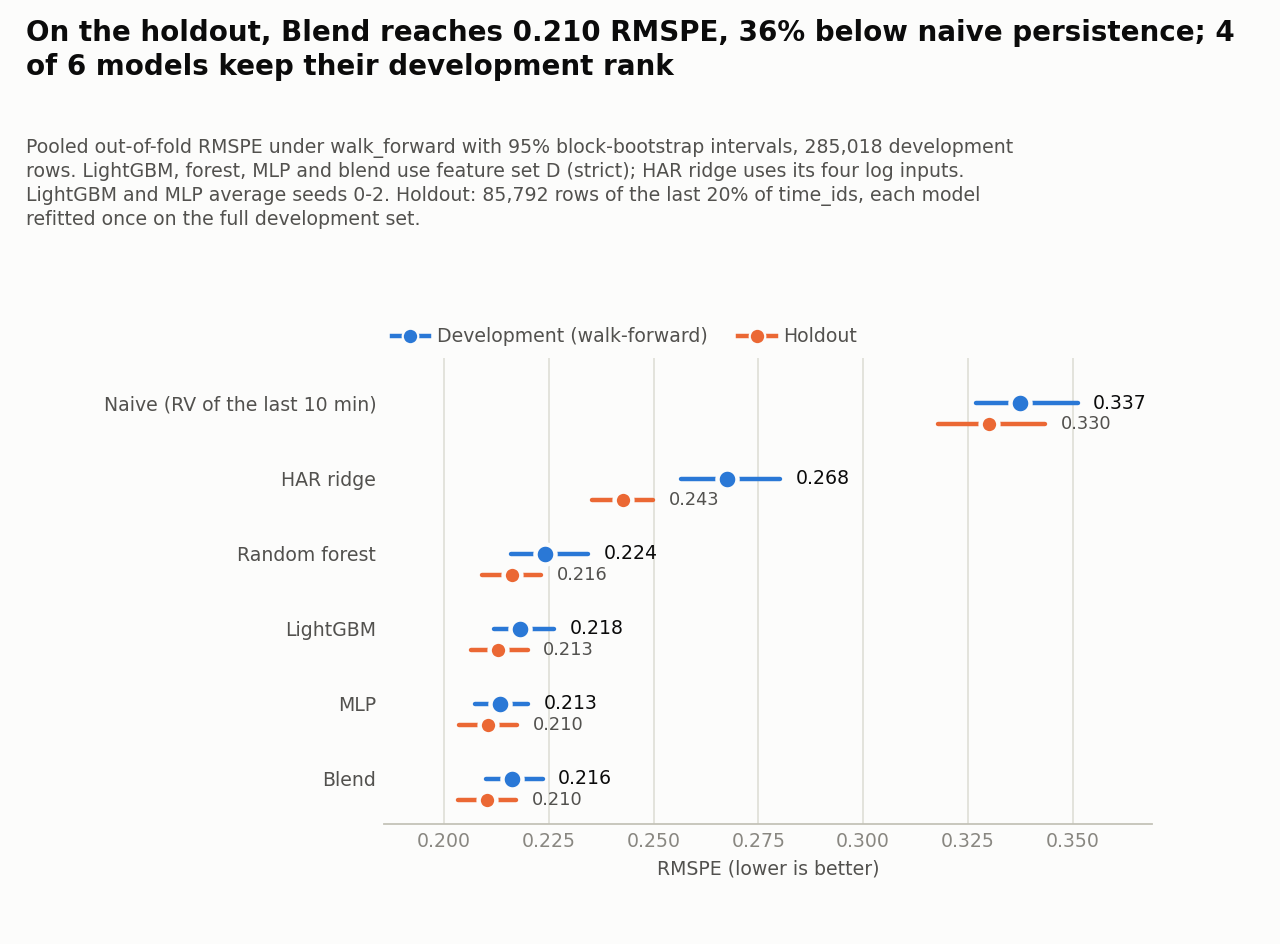 On the holdout, Blend reaches 0.210 RMSPE, 36% below naive persistence; 4
of 6 models keep their development rank
Pooled out-of-fold RMSPE under walk_forward with 95% block-bootstrap intervals, 285,018 development
rows. LightGBM, forest, MLP and blend use feature set D (strict); HAR ridge uses its four log inputs.
LightGBM and MLP average seeds 0-2. Holdout: 85,792 rows of the last 20% of time_ids, each model
refitted once on the full development set.
Development (walk-forward) Holdout
Naive (RV of the last 10 min) 0.337
0.330
HAR ridge 0.268
0.243
Random forest 0.224
0.216
LightGBM 0.218
0.213
MLP 0.213
0.210
Blend 0.216
0.210
0.200 0.225 0.250 0.275 0.300 0.325 0.350
RMSPE (lower is better)